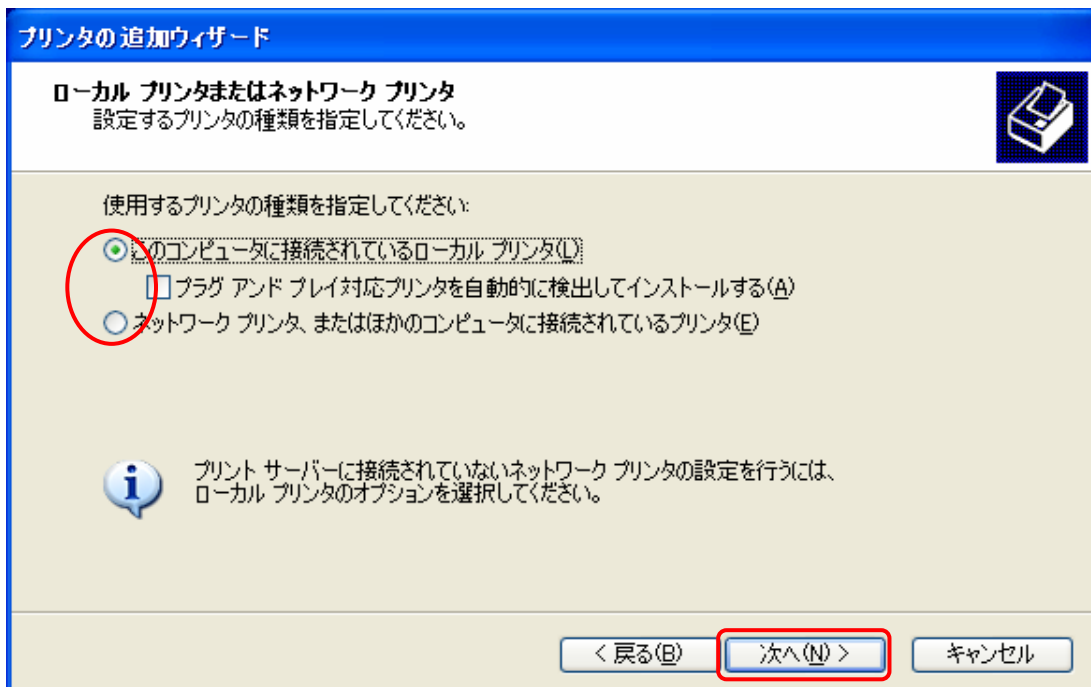 プリンタの追加ウィザード
ローカル プリンタまたはネットワーク プリンタ
設定するプリンタの種類を指定してください。
使用するプリンタの種類を指定してください:
このコンピュータに接続されているローカル プリンタ(L)
プラグ アンド プレイ対応プリンタを自動的に検出してインストールする(A)
ネットワーク プリンタ、またはほかのコンピュータに接続されているプリンタ(E)
プリント サーバーに接続されていないネットワーク プリンタの設定を行うには、
ローカル プリンタのオプションを選択してください。
< 戻る(B) 次へ(N) > キャンセル